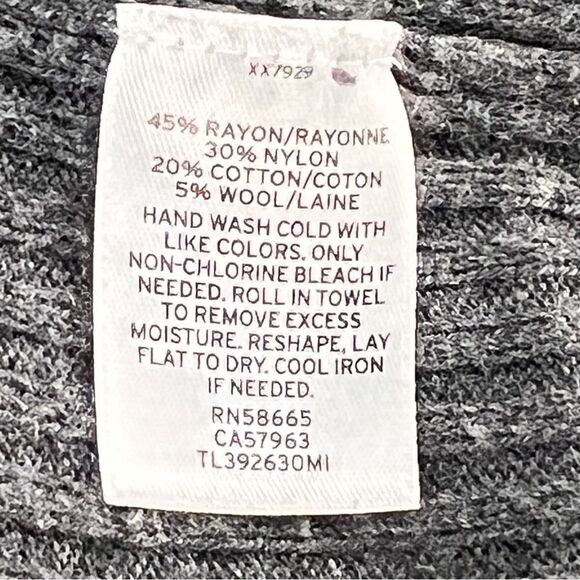 XX7929
45% RAYON/RAYONNE
30% NYLON
20% COTTON/COTON
5% WOOL/LAINE
HAND WASH COLD WITH
LIKE COLORS. ONLY
NON-CHLORINE BLEACH IF
NEEDED. ROLL IN TOWEL
TO REMOVE EXCESS
MOISTURE. RESHAPE, LAY
FLAT TO DRY. COOL IRON
IF NEEDED.
RN58665
CA57963
TL392630MI